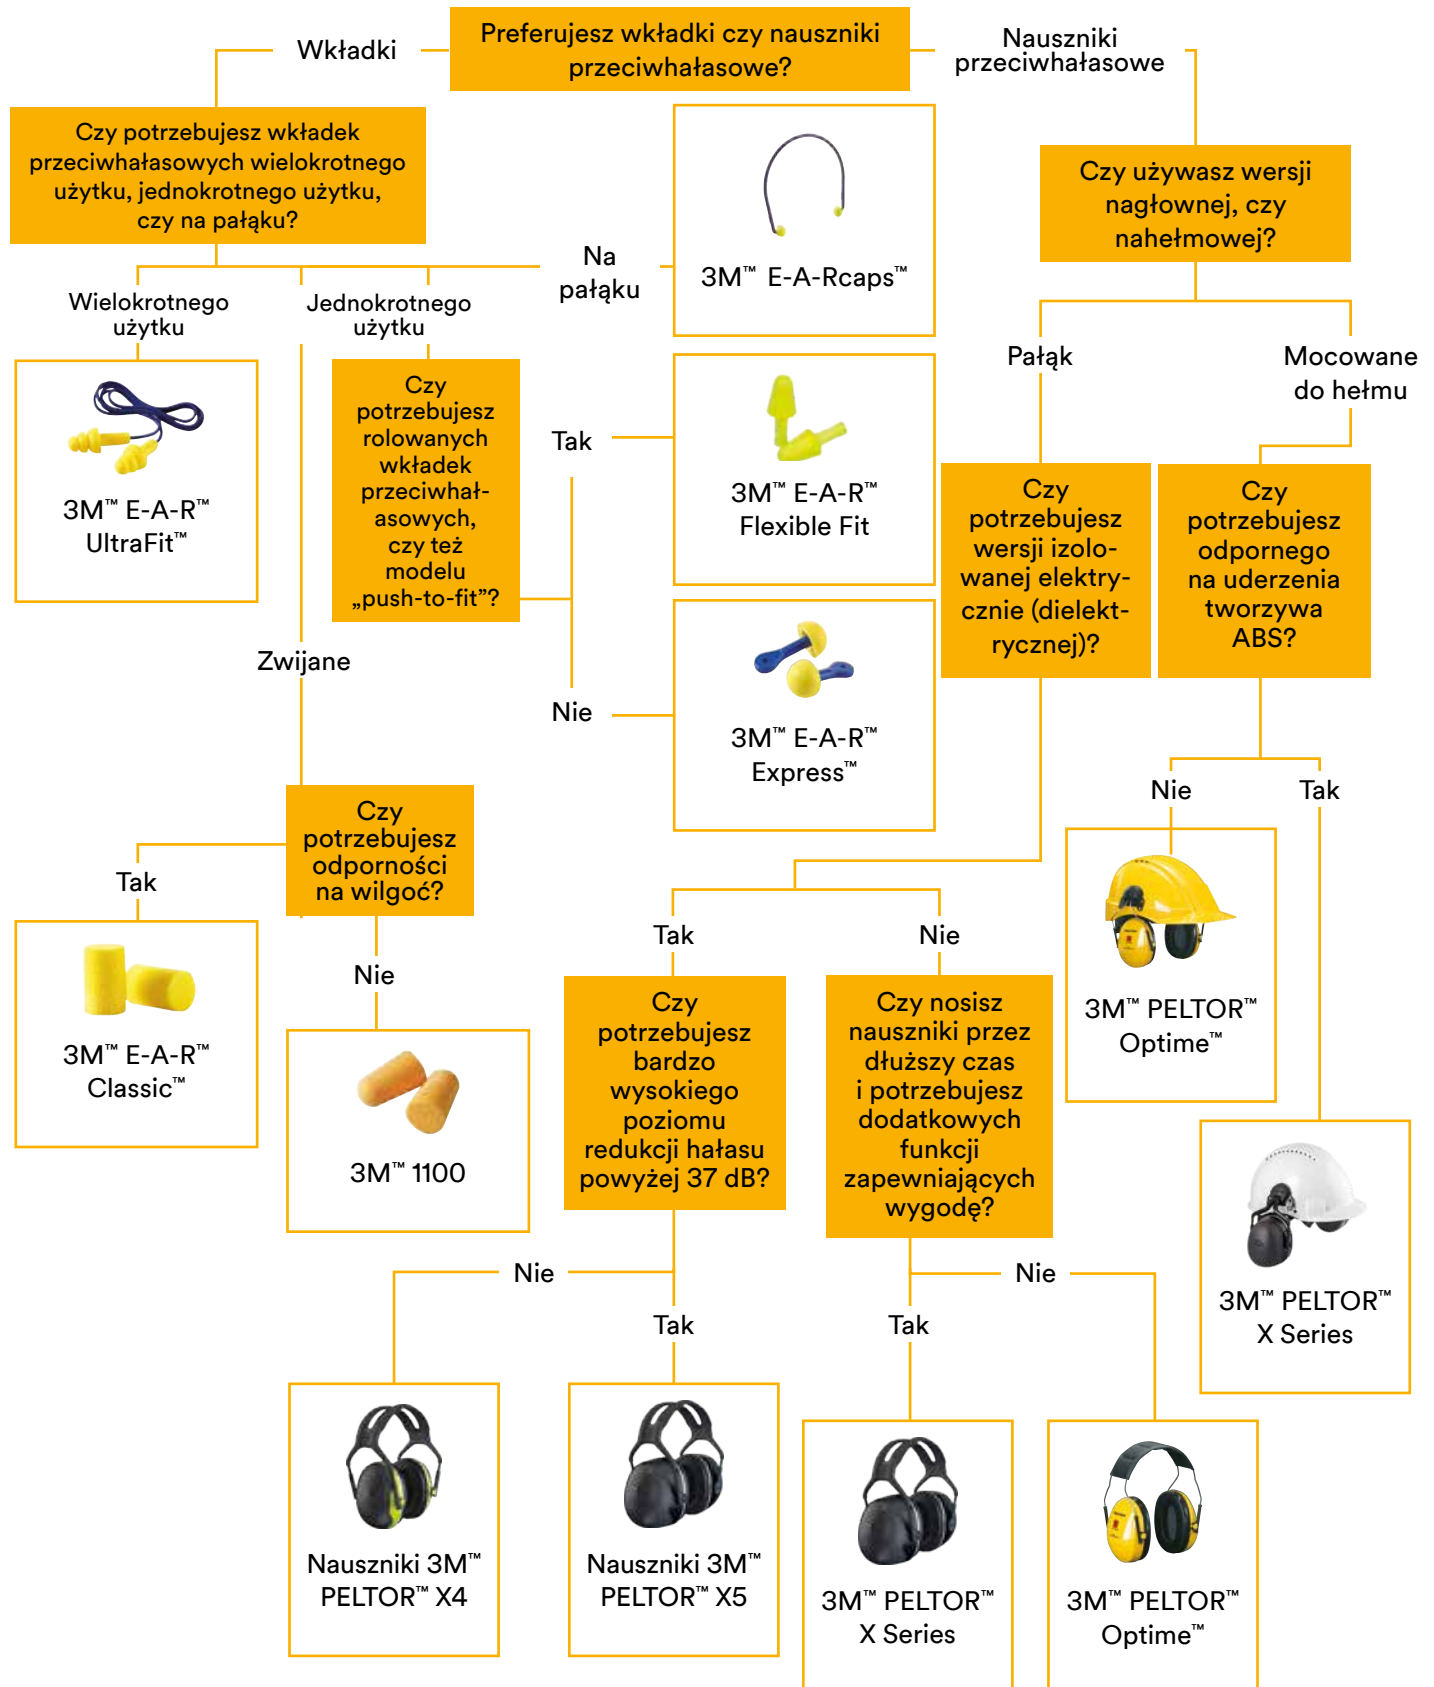 Preferujesz wkładki czy nauszniki
przeciwhałasowe?
Wkładki
Nauszniki
przeciwhałasowe
Czy potrzebujesz wkładek
przeciwhałasowych wielokrotnego
użytku, jednokrotnego użytku,
czy na pałąku?
Na
pałąku
3M™ E-A-Rcaps™
Wielokrotnego
użytku
Jednokrotnego
użytku
3M™ E-A-R™
UltraFit™
Czy
potrzebujesz
rolowanych
wkładek
przeciwhał-
asowych,
czy też
modelu
„push-to-fit”?
Tak
3M™ E-A-R™
Flexible Fit
Nie
3M™ E-A-R™
Express™
Zwijane
Czy
potrzebujesz
odporności
na wilgoć?
Tak
3M™ E-A-R™
Classic™
Nie
3M™ 1100
Czy używasz wersji
nagłownej, czy
nahełmowej?
Pałąk
Mocowane
do hełmu
Czy
potrzebujesz
wersji izolo-
wanej elektry-
cznie (dielekt-
rycznej)?
Czy
potrzebujesz
odpornego
na uderzenia
tworzywa
ABS?
Nie
Tak
3M™ PELTOR™
Optime™
3M™ PELTOR™
X Series
Tak
Nie
Czy
potrzebujesz
bardzo
wysokiego
poziomu
redukcji hałasu
powyżej 37 dB?
Czy nosisz
nauszniki przez
dłuższy czas
i potrzebujesz
dodatkowych
funkcji
zapewniających
wygodę?
Nie
Tak
Tak
Nie
Nauszniki 3M™
PELTOR™ X4
Nauszniki 3M™
PELTOR™ X5
3M™ PELTOR™
X Series
3M™ PELTOR™
Optime™